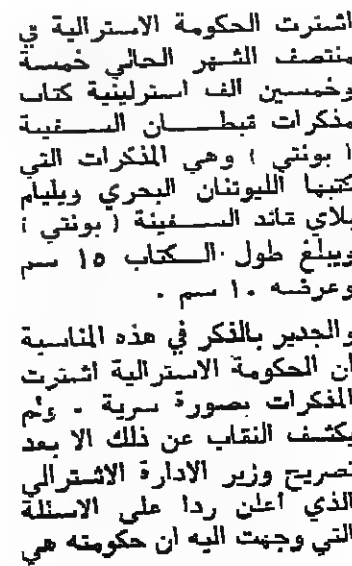 اشترت الحكومة الاسترالية في
منتصف الشهر الحالي خمسة
وخمسين الف استرلينية كتاب
مذكرات قبطان السفينة
( بونتي ) وهي المذكرات التي
كتبها الليوتنان البحري ويليام
بلاي قائد السفينة ( بونتي )
ويبلغ طول الكتاب ١٥ سم
وعرضه ١٠ سم .
والجدير بالذكر في هذه المناسبة
ان الحكومة الاسترالية اشترت
المذكرات بصورة سرية . ولم
يكشف النقاب عن ذلك الا بعد
تصريح وزير الادارة الاشترالي
الذي اعلن ردا على الاسئلة
التي وجهت اليه ان حكومته هي